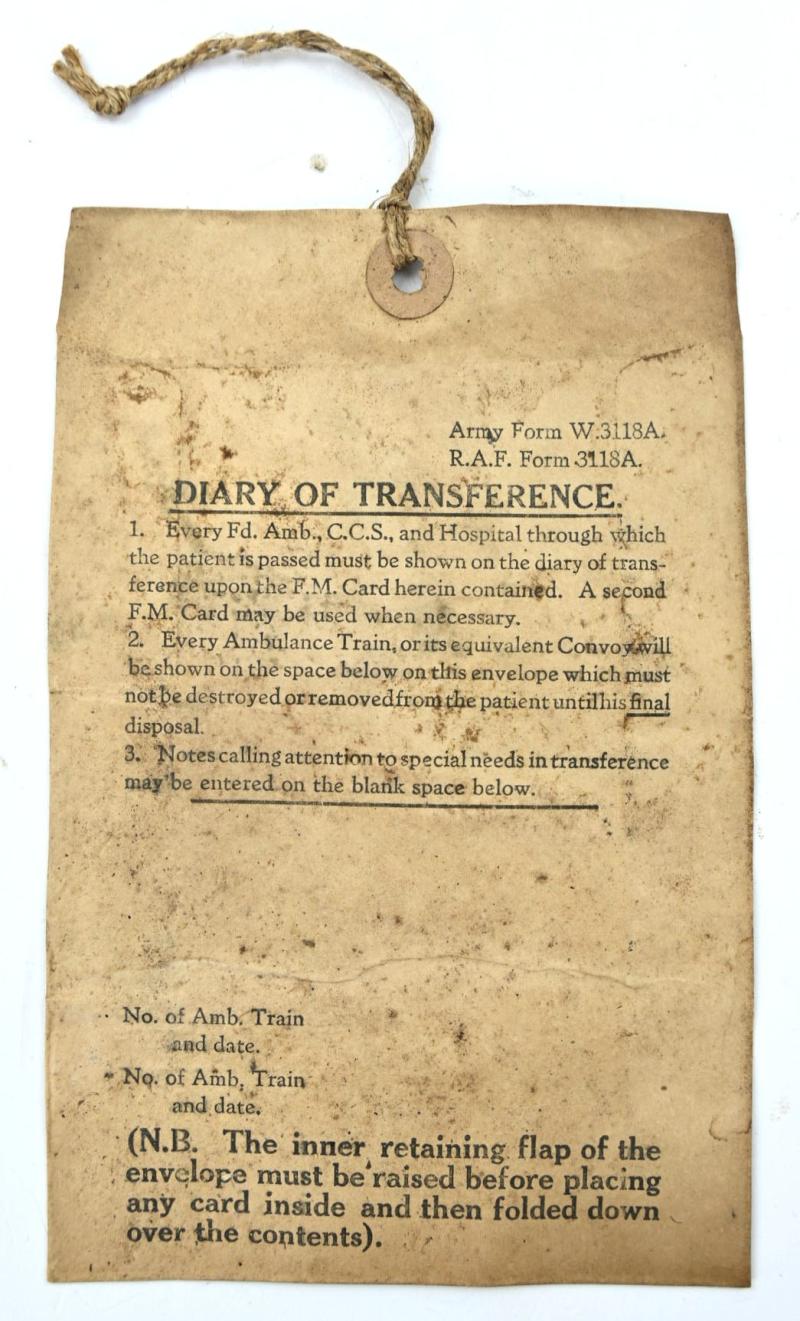 Army Form W.3118A.
R.A.F. Form 3118A.
DIARY OF TRANSFERENCE.
1. Every Fd. Amb., C.C.S., and Hospital through which
the patient is passed must be shown on the diary of trans-
ference upon the F.M. Card herein contained. A second
F.M. Card may be used when necessary.
2. Every Ambulance Train, or its equivalent Convoy will
be shown on the space below on this envelope which must
not be destroyed or removed from the patient until his final
disposal.
3. Notes calling attention to special needs in transference
may be entered on the blank space below.
No. of Amb. Train
and date.
No. of Amb. Train
and date.
(N.B. The inner retaining flap of the
envelope must be raised before placing
any card inside and then folded down
over the contents).